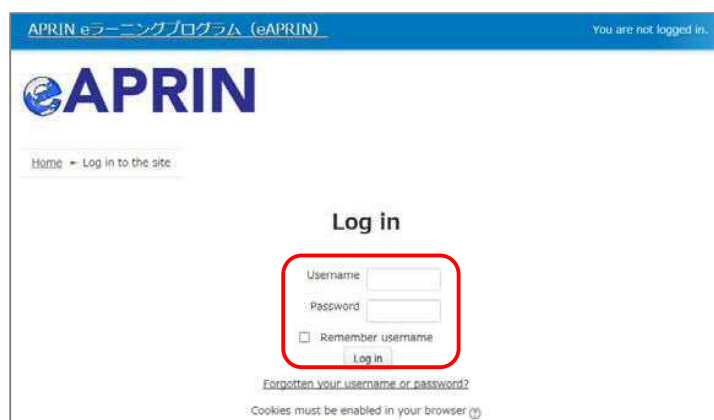 APRIN eラーニングプログラム（eAPRIN）
You are not logged in.
eAPRIN
Home ► Log in to the site
Log in
Username
Password
Remember username
Log in
Forgotten your username or password?
Cookies must be enabled in your browser